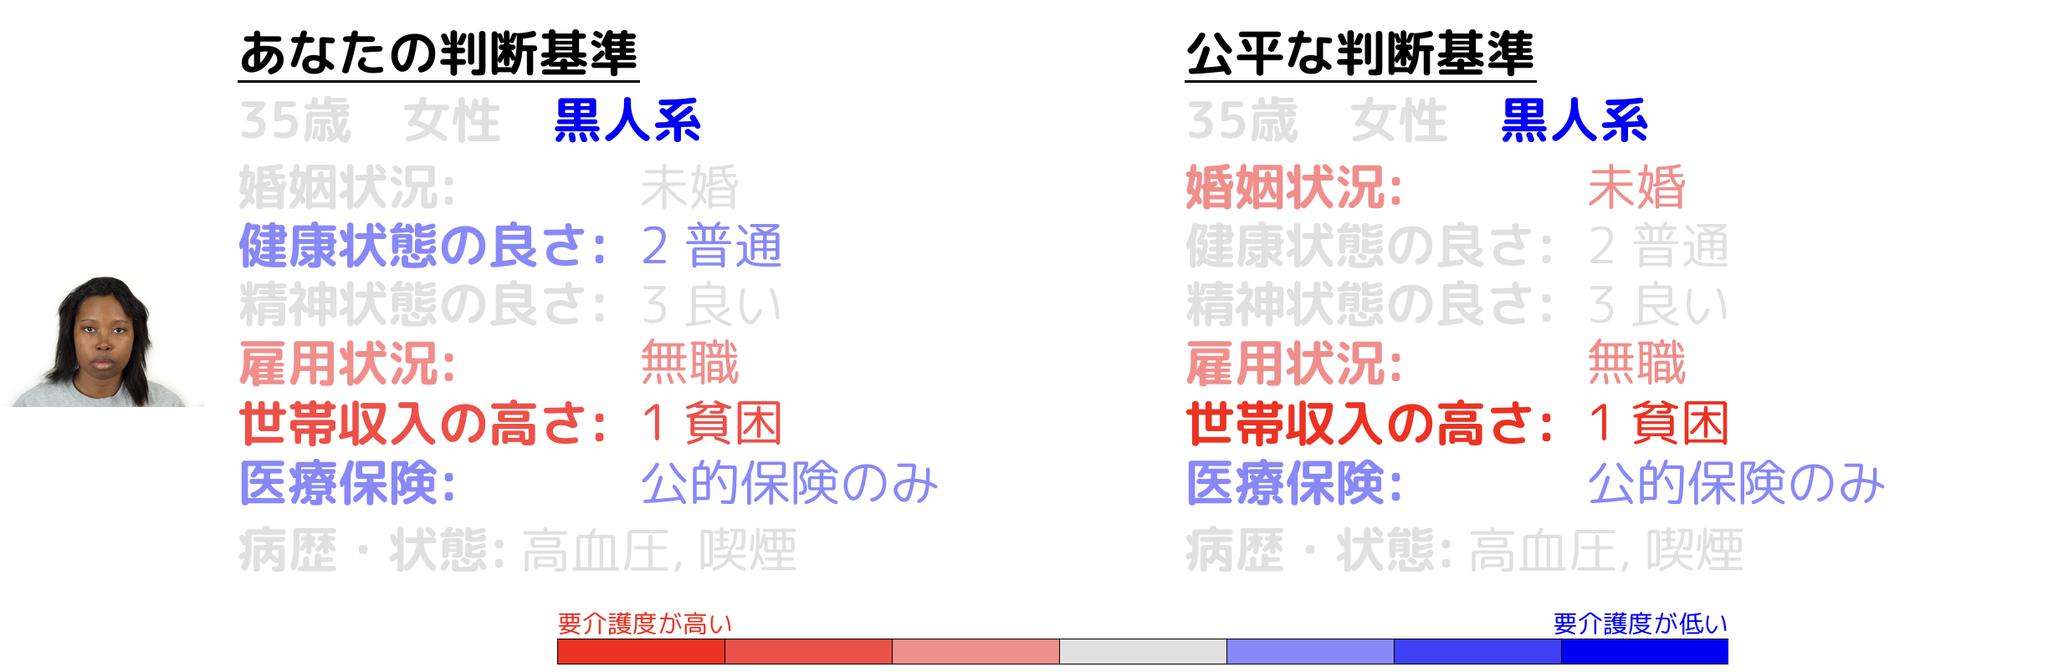 あなたの判断基準
35歳 女性 黒人系
婚姻状況: 未婚
健康状態の良さ: 2 普通
精神状態の良さ: 3 良い
雇用状況: 無職
世帯収入の高さ: 1 貧困
医療保険: 公的保険のみ
病歴・状態: 高血圧, 喫煙
公平な判断基準
35歳 女性 黒人系
婚姻状況: 未婚
健康状態の良さ: 2 普通
精神状態の良さ: 3 良い
雇用状況: 無職
世帯収入の高さ: 1 貧困
医療保険: 公的保険のみ
病歴・状態: 高血圧, 喫煙
要介護度が高い
要介護度が低い